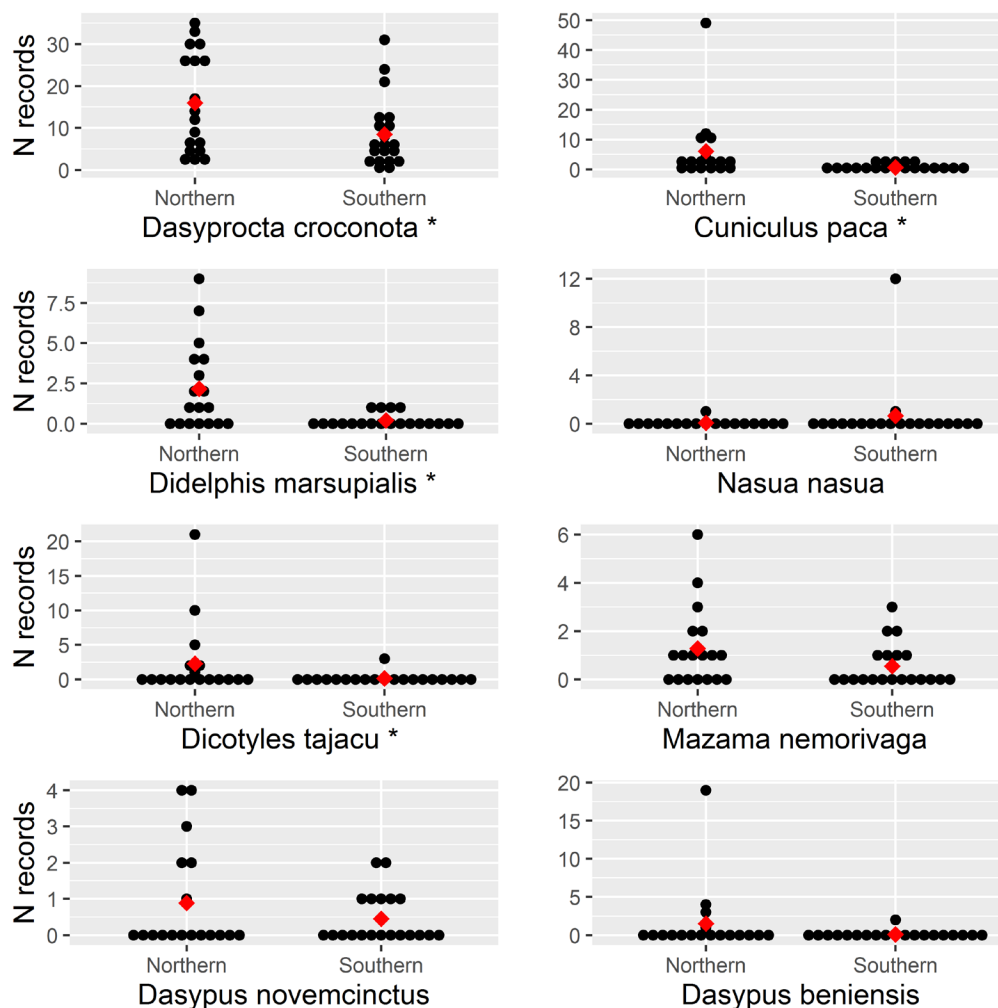 N records
30
20
10
0
Northern
Southern
Dasyprocta croconota *
50
40
30
20
10
0
Northern
Southern
Cuniculus paca *
N records
7.5
5.0
2.5
0.0
Northern
Southern
Didelphis marsupialis *
12
8
4
0
Northern
Southern
Nasua nasua
N records
20
15
10
5
0
Northern
Southern
Dicotyles tajacu *
6
4
2
0
Northern
Southern
Mazama nemorivaga
N records
4
3
2
1
0
Northern
Southern
Dasypus novemcinctus
20
15
10
5
0
Northern
Southern
Dasypus beniensis